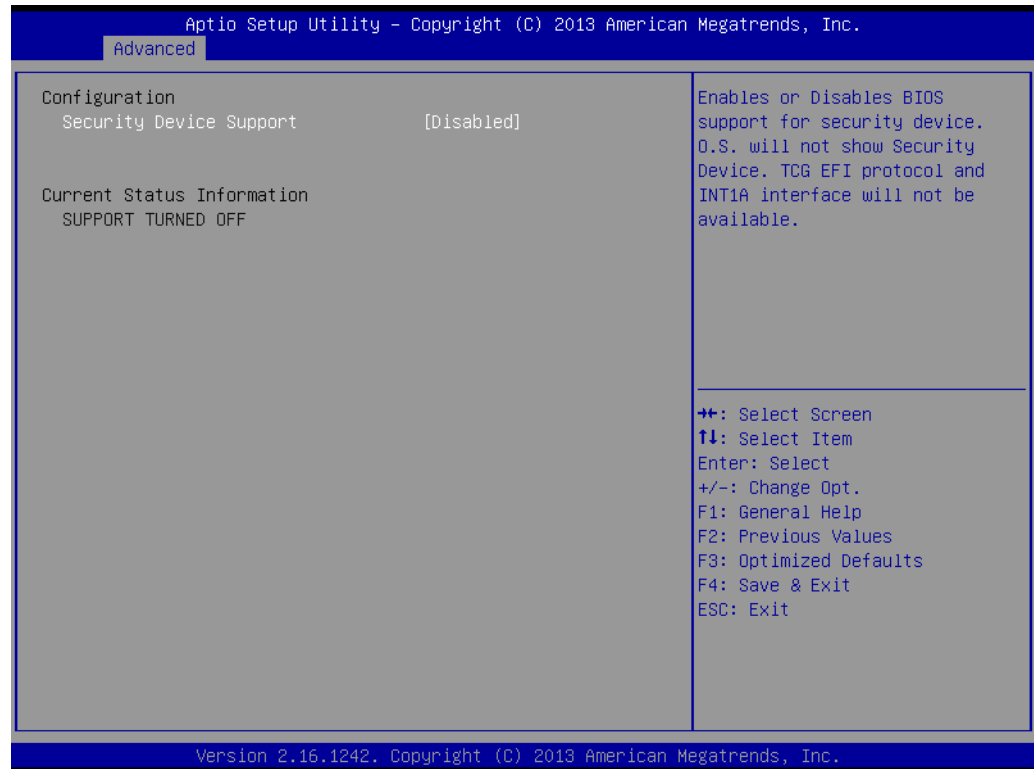 Aptio Setup Utility – Copyright (C) 2013 American Megatrends, Inc.
Advanced
Configuration
Security Device Support [Disabled]
Current Status Information
SUPPORT TURNED OFF
Enables or Disables BIOS
support for security device.
O.S. will not show Security
Device. TCG EFI protocol and
INT1A interface will not be
available.
→←: Select Screen
↑↓: Select Item
Enter: Select
+/-: Change Opt.
F1: General Help
F2: Previous Values
F3: Optimized Defaults
F4: Save & Exit
ESC: Exit
Version 2.16.1242. Copyright (C) 2013 American Megatrends, Inc.